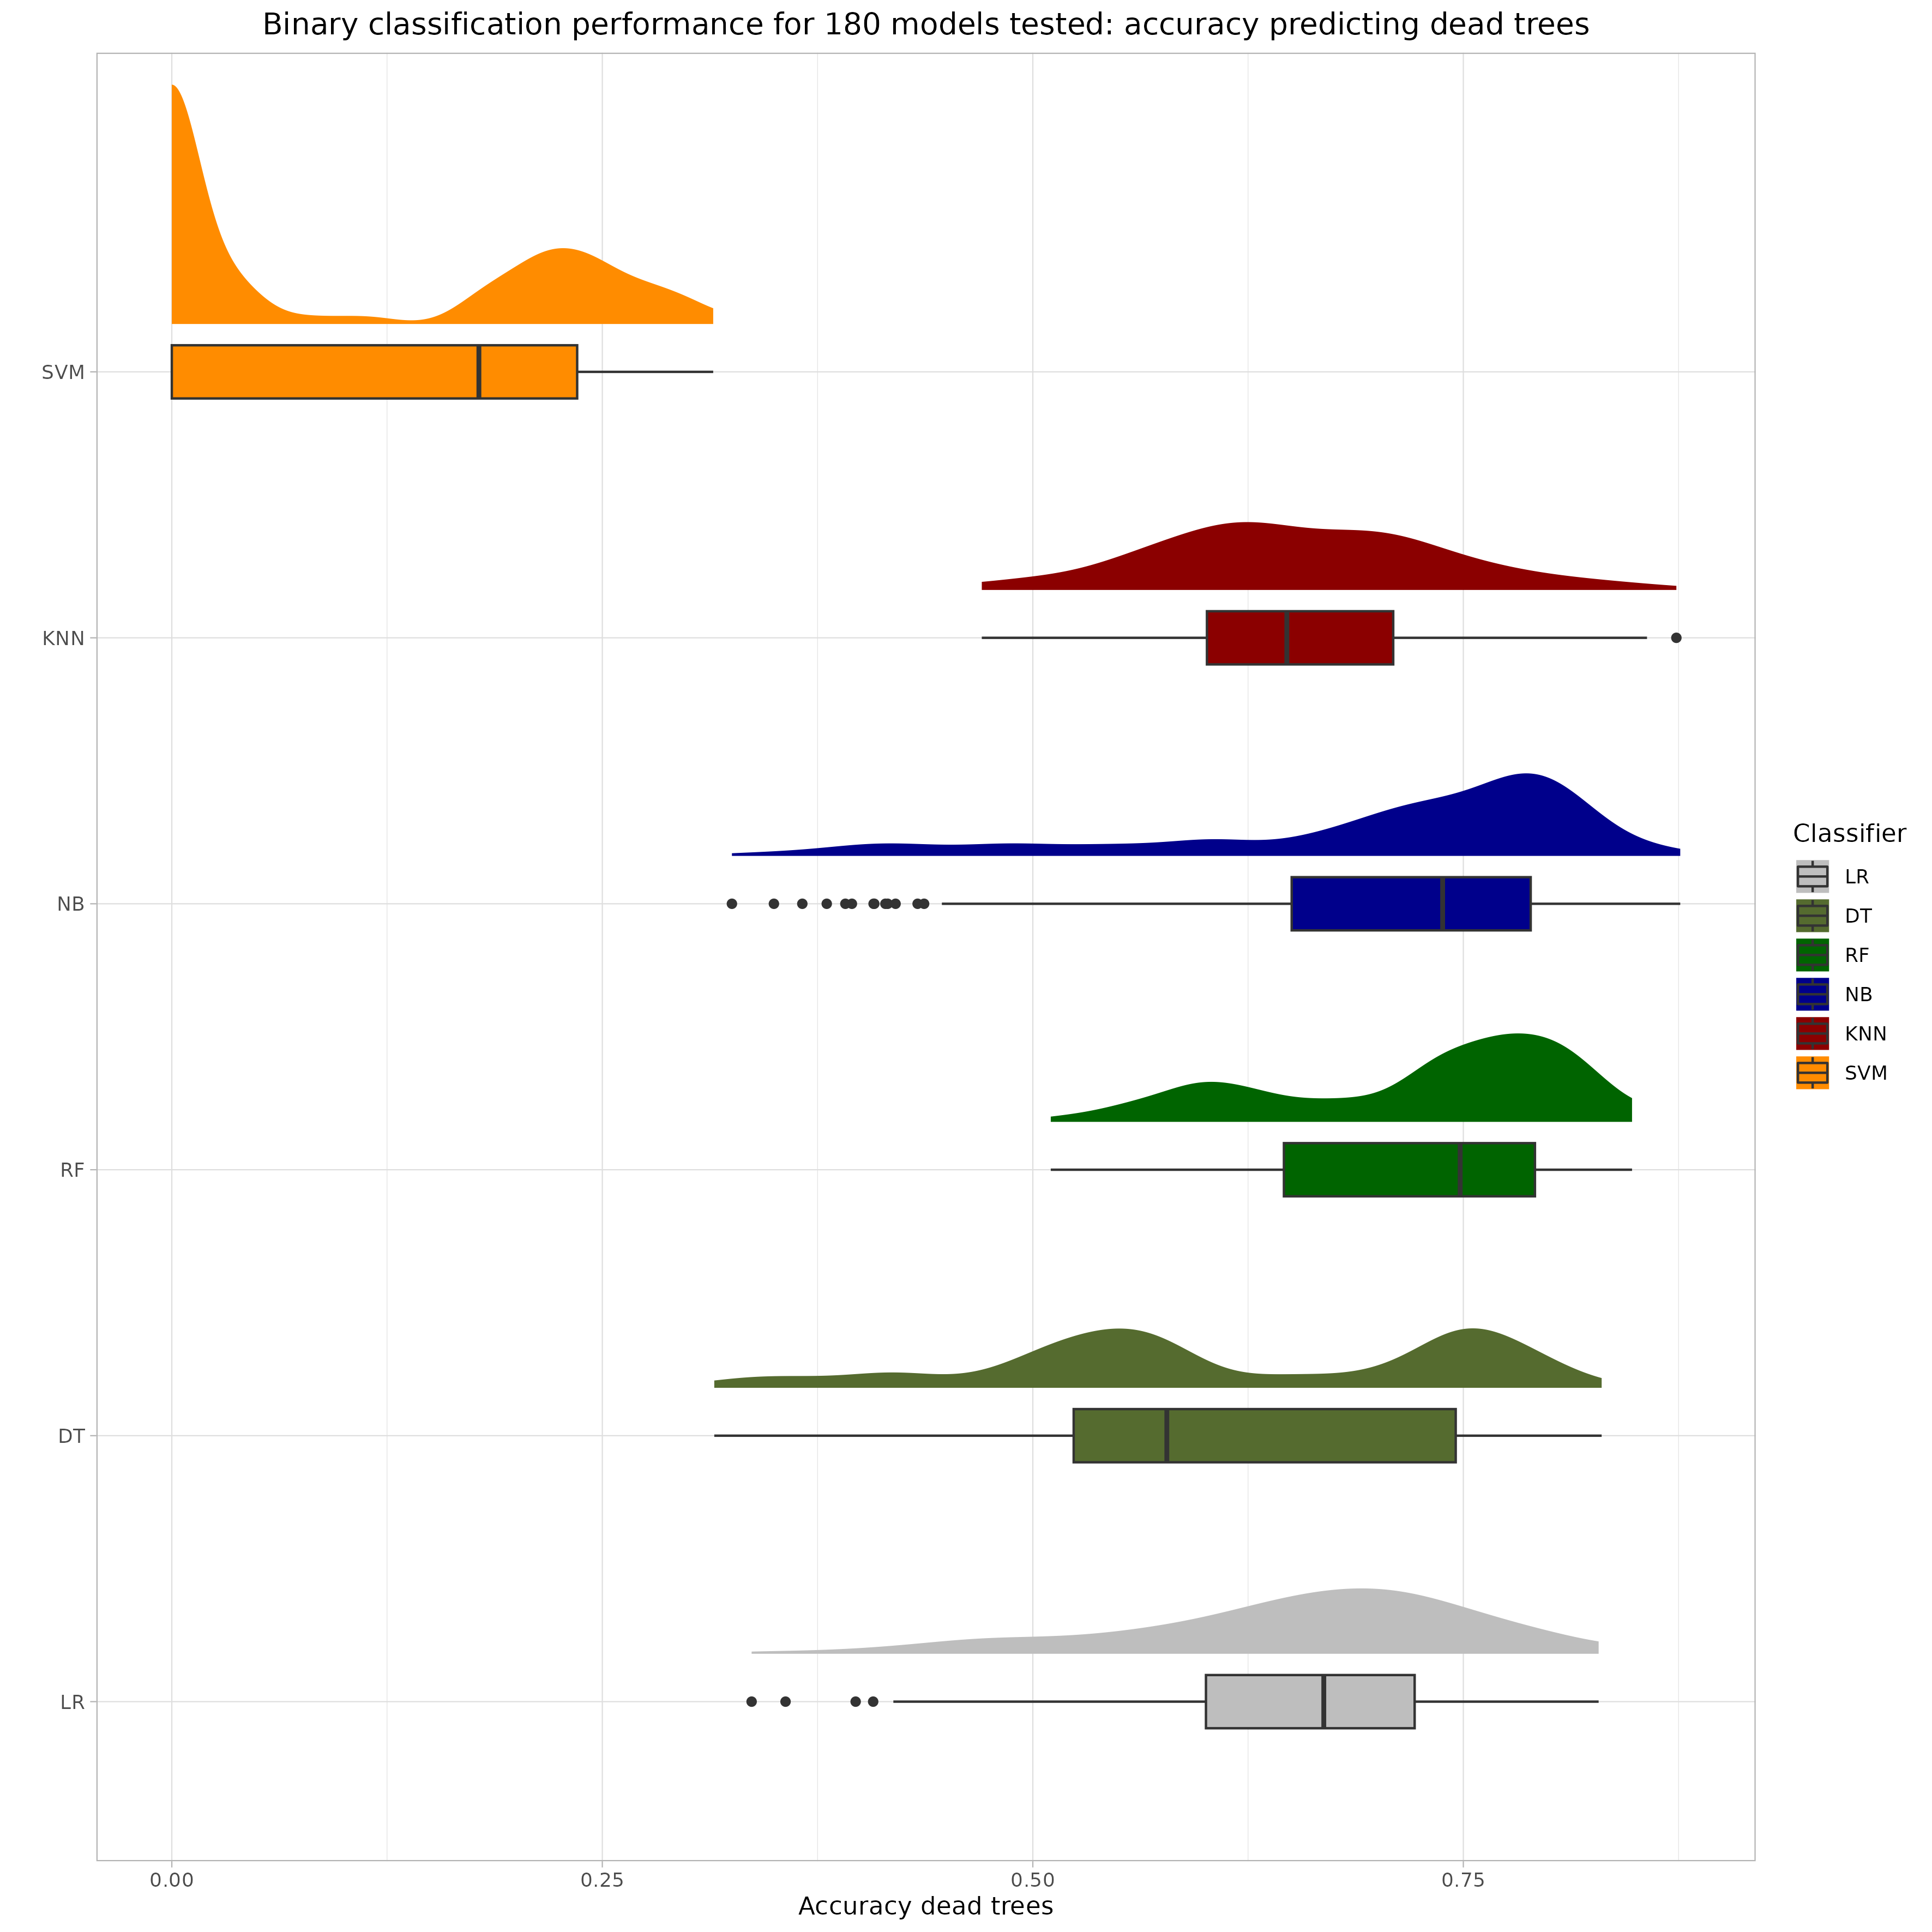 Binary classification performance for 180 models tested: accuracy predicting dead trees
SVM
KNN
NB
RF
DT
LR
0.00
0.25
0.50
0.75
Accuracy dead trees
Classifier
LR
DT
RF
NB
KNN
SVM